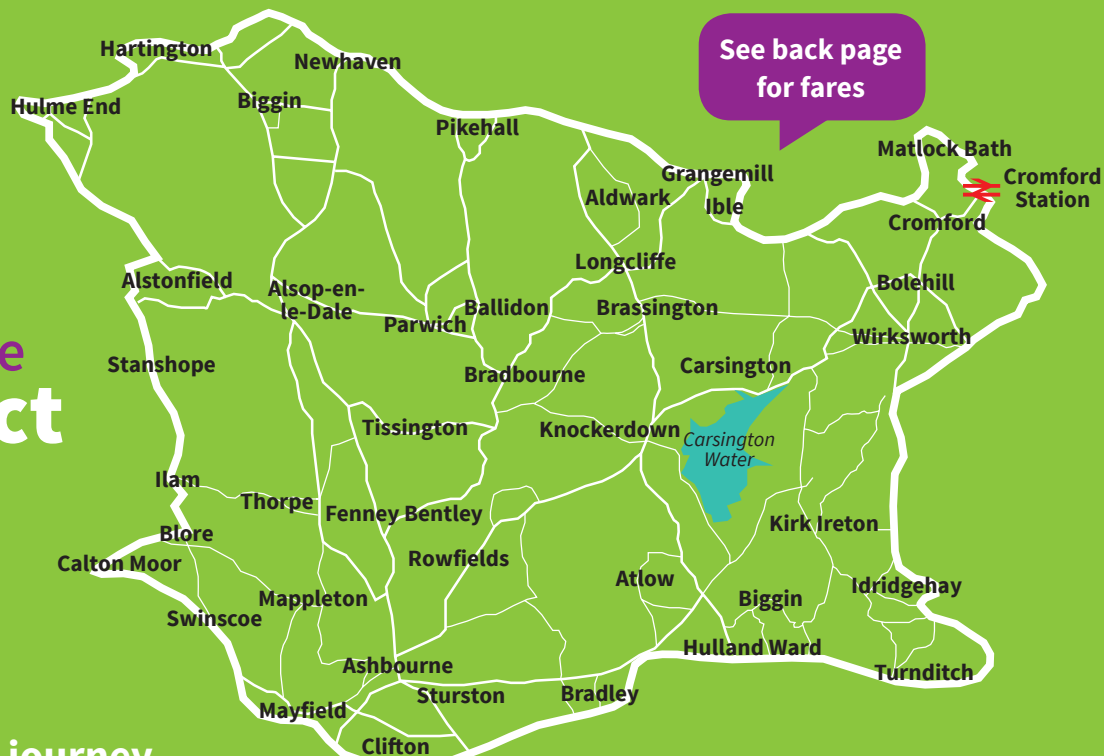 See back page
for fares
Hartington
Newhaven
Hulme End
Biggin
Pikehall
Matlock Bath
Grangemill
Cromford
Station
Aldwark
Ible
Cromford
Longcliffe
Alstonfield
Alsop-en-
le-Dale
Bolehill
Ballidon
Brassington
Parwich
Wirksworth
e
Stanshope
Carsington
Bradbourne
ct
Tissington
Knockerdown
Carsington
Water
Ilam
Thorpe
Fenney Bentley
Kirk Ireton
Blore
Calton Moor
Rowfields
Atlow
Idridgehay
Mappleton
Biggin
Swinscoe
Hulland Ward
Ashbourne
Turnditch
Sturston
Bradley
Mayfield
Clifton
journey